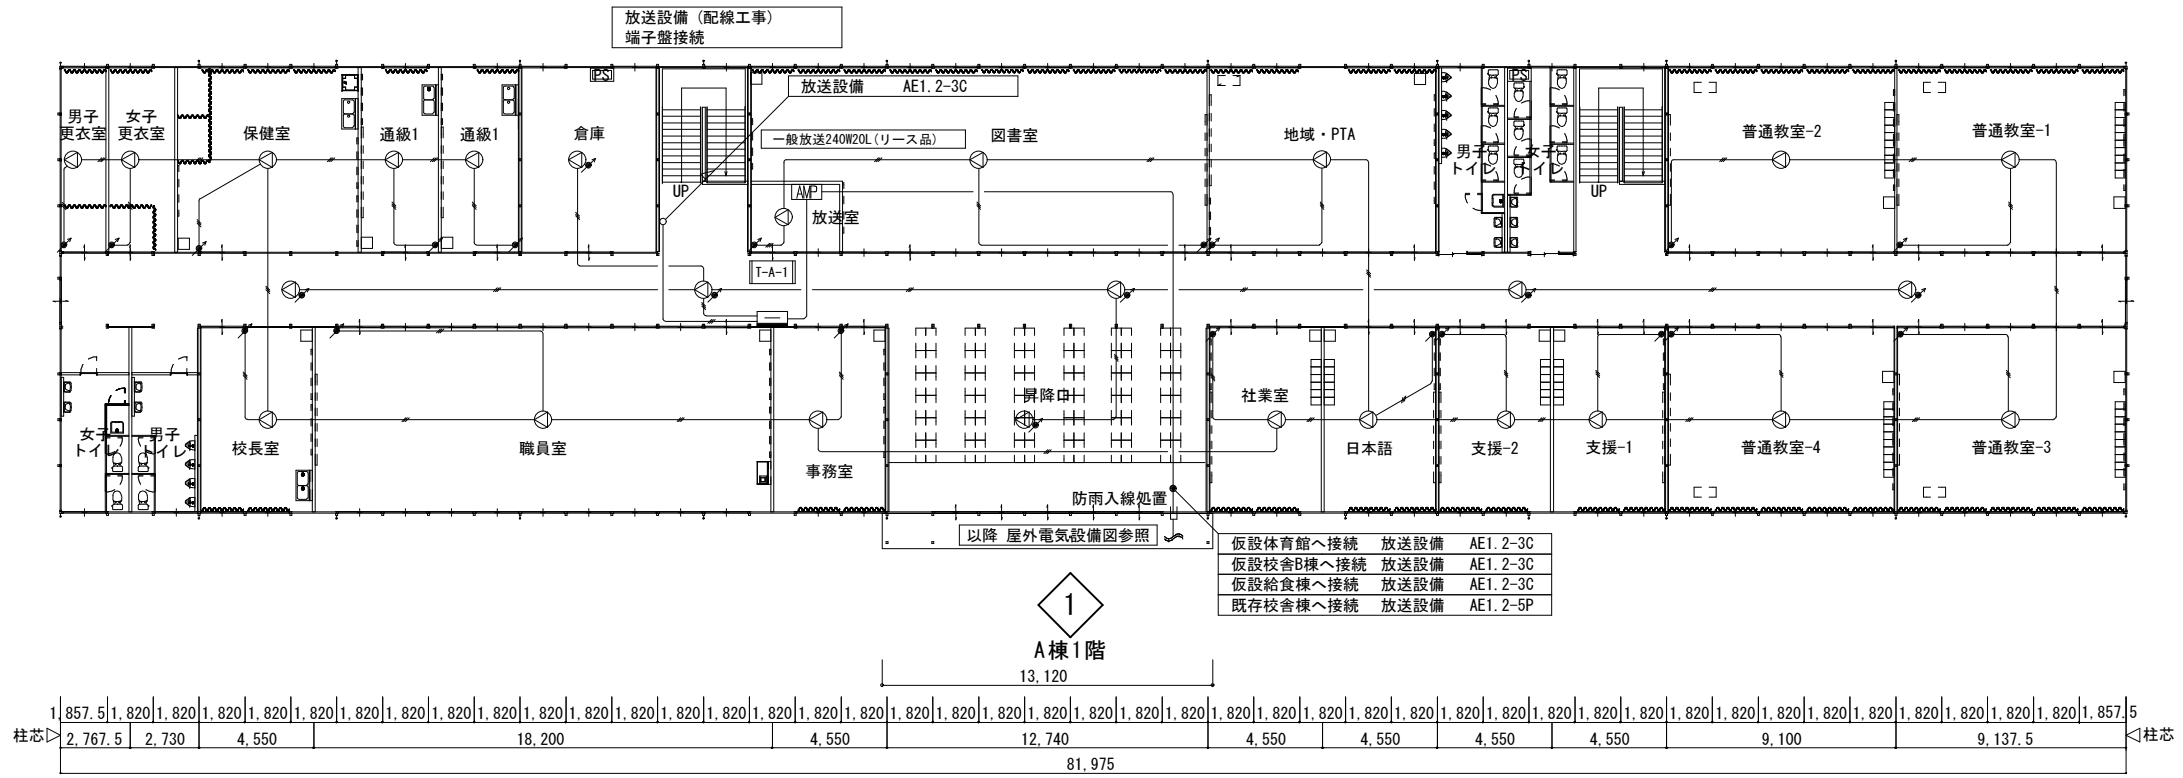 放送設備（配線工事）
端子盤接続
PS
放送設備 AE1.2-3C
PS
男子
更衣室
女子
更衣室
保健室
通級1
通級1
倉庫
一般放送240W20L(リース品)
図書室
地域・PTA
男子
トイレ
女子
トイレ
普通教室-2
普通教室-1
UP
AMP
UP
放送室
T-A-1
昇降口
社業室
女子
トイレ
男子
トイレ
校長室
職員室
事務室
日本語
支援-2
支援-1
普通教室-4
普通教室-3
防雨入線処置
以降 屋外電気設備図参照
仮設体育館へ接続 放送設備 AE1.2-3C
仮設校舎B棟へ接続 放送設備 AE1.2-3C
仮設給食棟へ接続 放送設備 AE1.2-3C
既存校舎棟へ接続 放送設備 AE1.2-5P
1
A棟1階
13,120
1,857.5 1,820 1,820 1,820 1,820 1,820 1,820 1,820 1,820 1,820 1,820 1,820 1,820 1,820 1,820 1,820 1,820 1,820 1,820 1,820 1,820 1,820 1,820 1,820 1,820 1,820 1,820 1,820 1,820 1,820 1,820 1,820 1,820 1,820 1,820 1,820 1,820 1,820 1,820 1,820 1,820 1,820 1,820 1,820 1,857.5
柱芯 2,767.5 2,730 4,550 18,200 4,550 12,740 4,550 4,550 4,550 4,550 9,100 9,137.5 柱芯
81,975